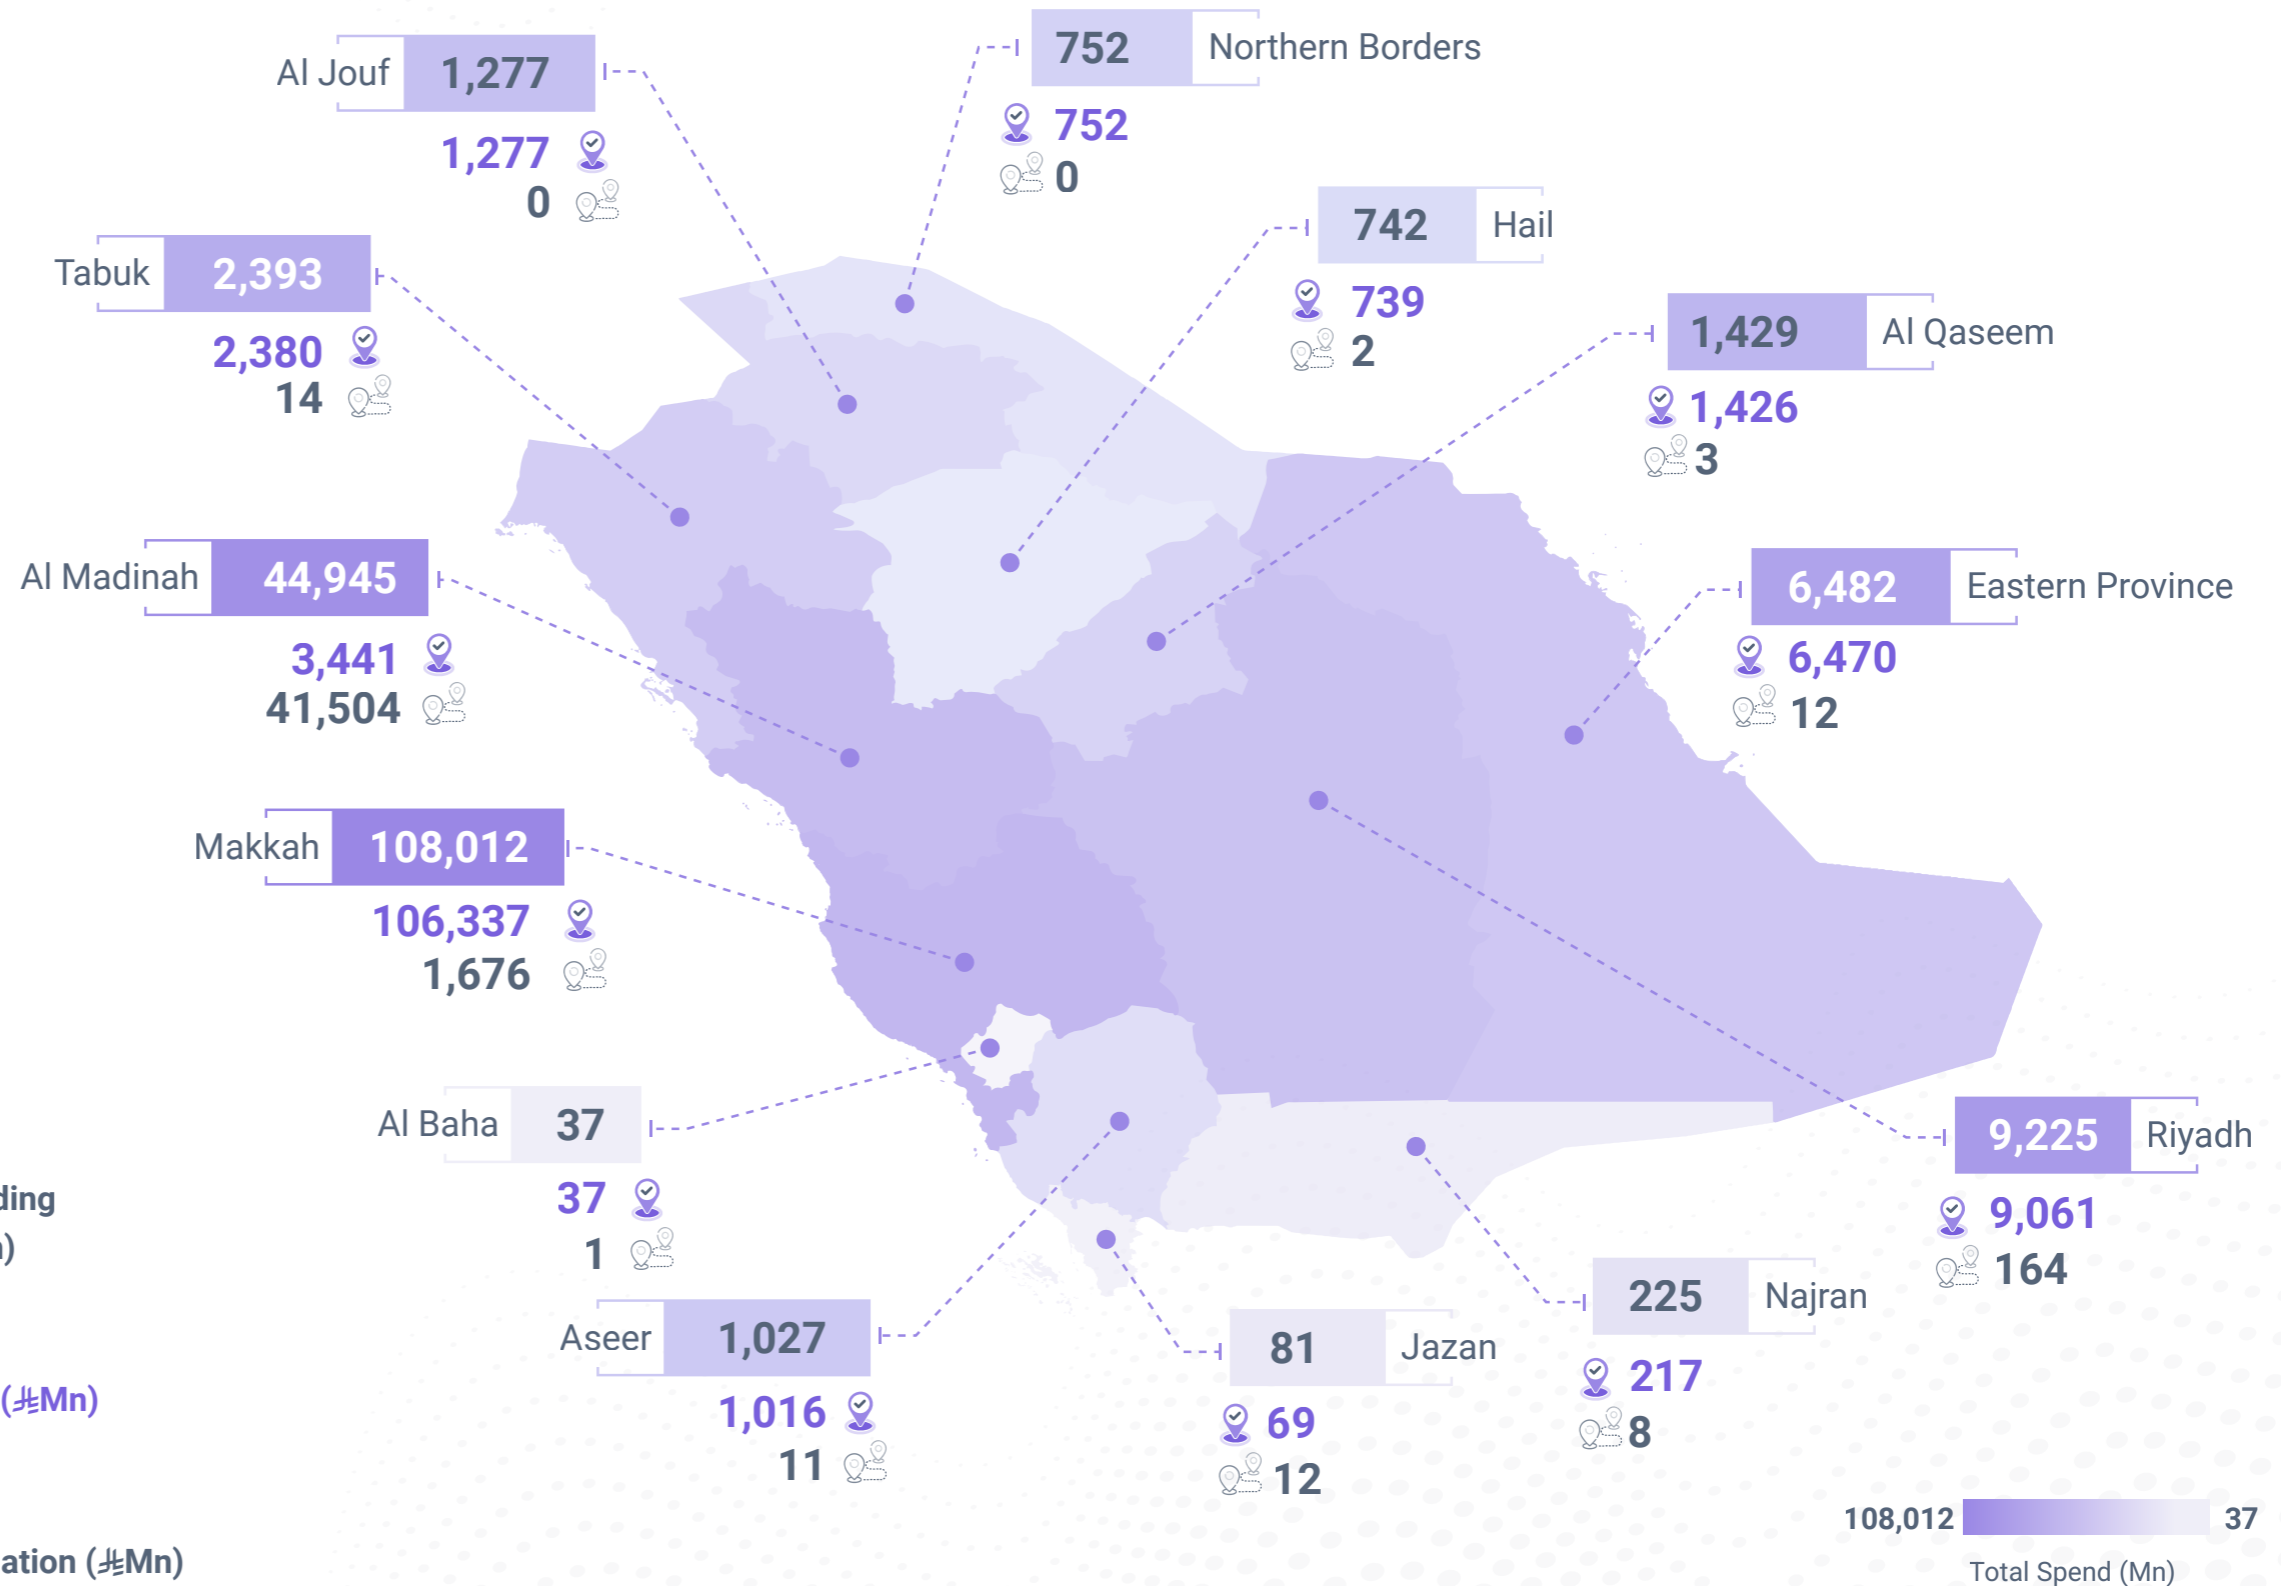 Al Jouf 1,277
1,277
0
752 Northern Borders
752
0
742 Hail
739
2
Tabuk 2,393
2,380
14
1,429 Al Qaseem
1,426
3
Al Madinah 44,945
3,441
41,504
6,482 Eastern Province
6,470
12
Makkah 108,012
106,337
1,676
Al Baha 37
37
1
9,225 Riyadh
9,061
164
Aseer 1,027
1,016
11
81 Jazan
69
12
225 Najran
217
8
ding
)
(⃁Mn)
ation (⃁Mn)
108,012 37
Total Spend (Mn)